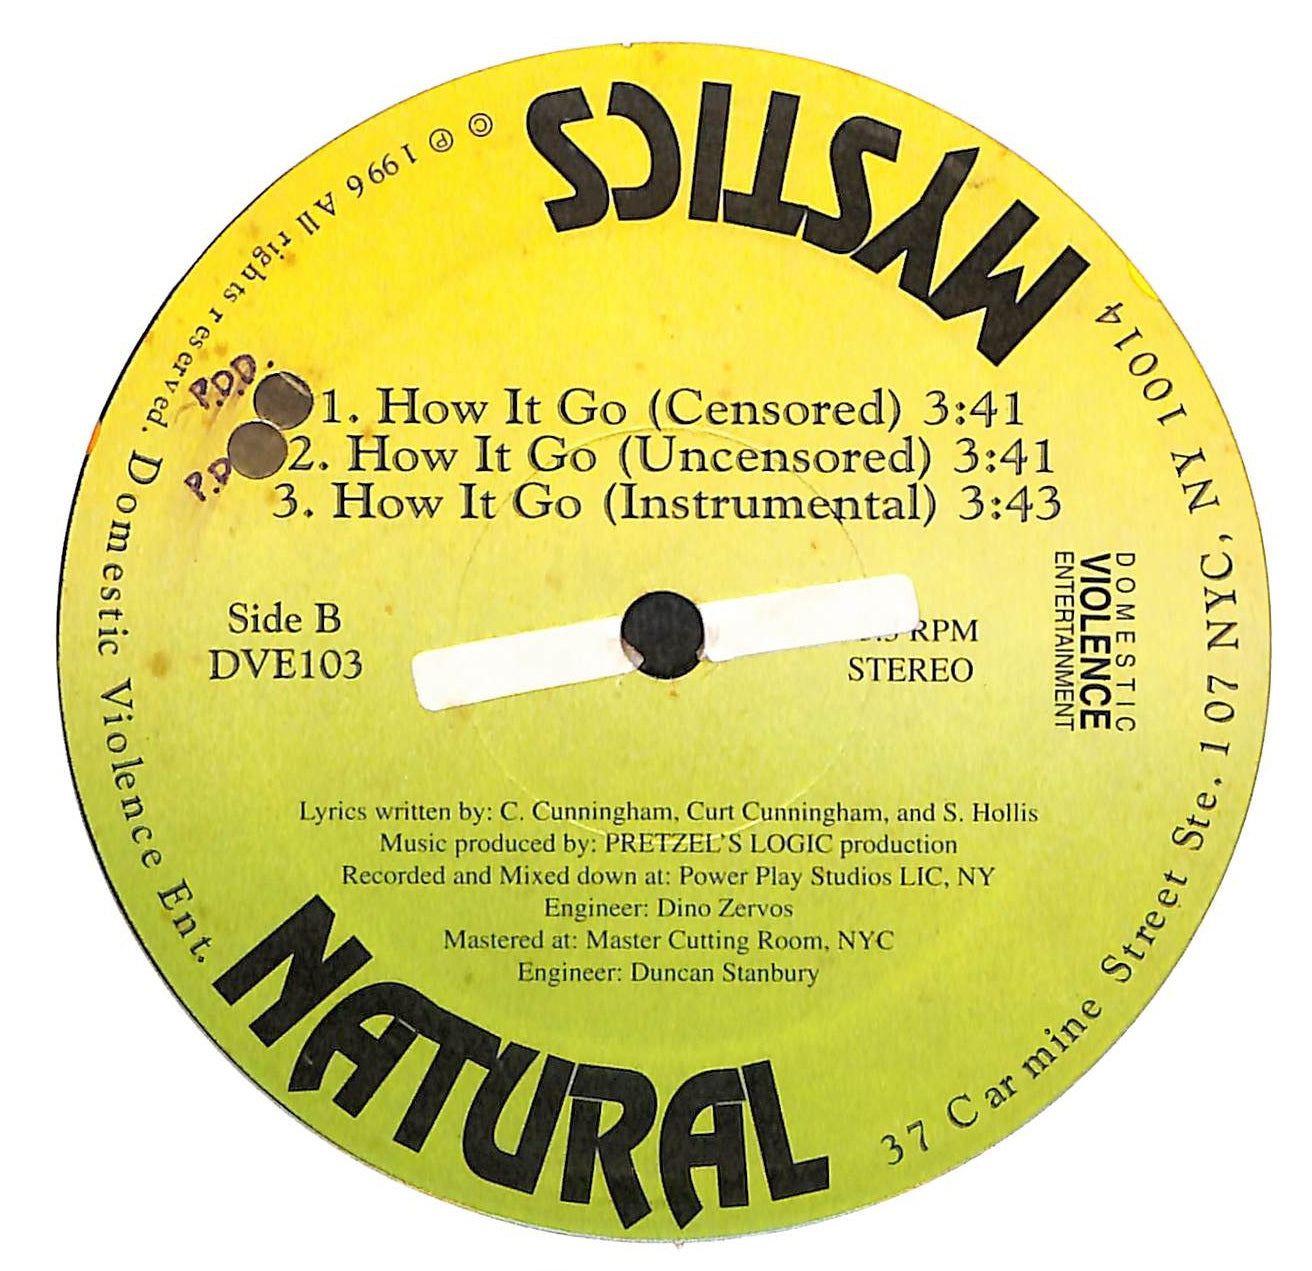 MYSTICS
© ℗ 1996 All rights reserved. Domestic Violence Ent.
37 Carmine Street Ste. 107 NYC, NY 10014
P.D.D.
1. How It Go (Censored) 3:41
2. How It Go (Uncensored) 3:41
P.D
3. How It Go (Instrumental) 3:43
DOMESTIC
VIOLENCE
ENTERTAINMENT
Side B
DVE103
RPM
STEREO
Lyrics written by: C. Cunningham, Curt Cunningham, and S. Hollis
Music produced by: PRETZEL'S LOGIC production
Recorded and Mixed down at: Power Play Studios LIC, NY
Engineer: Dino Zervos
Mastered at: Master Cutting Room, NYC
Engineer: Duncan Stanbury
NATURAL